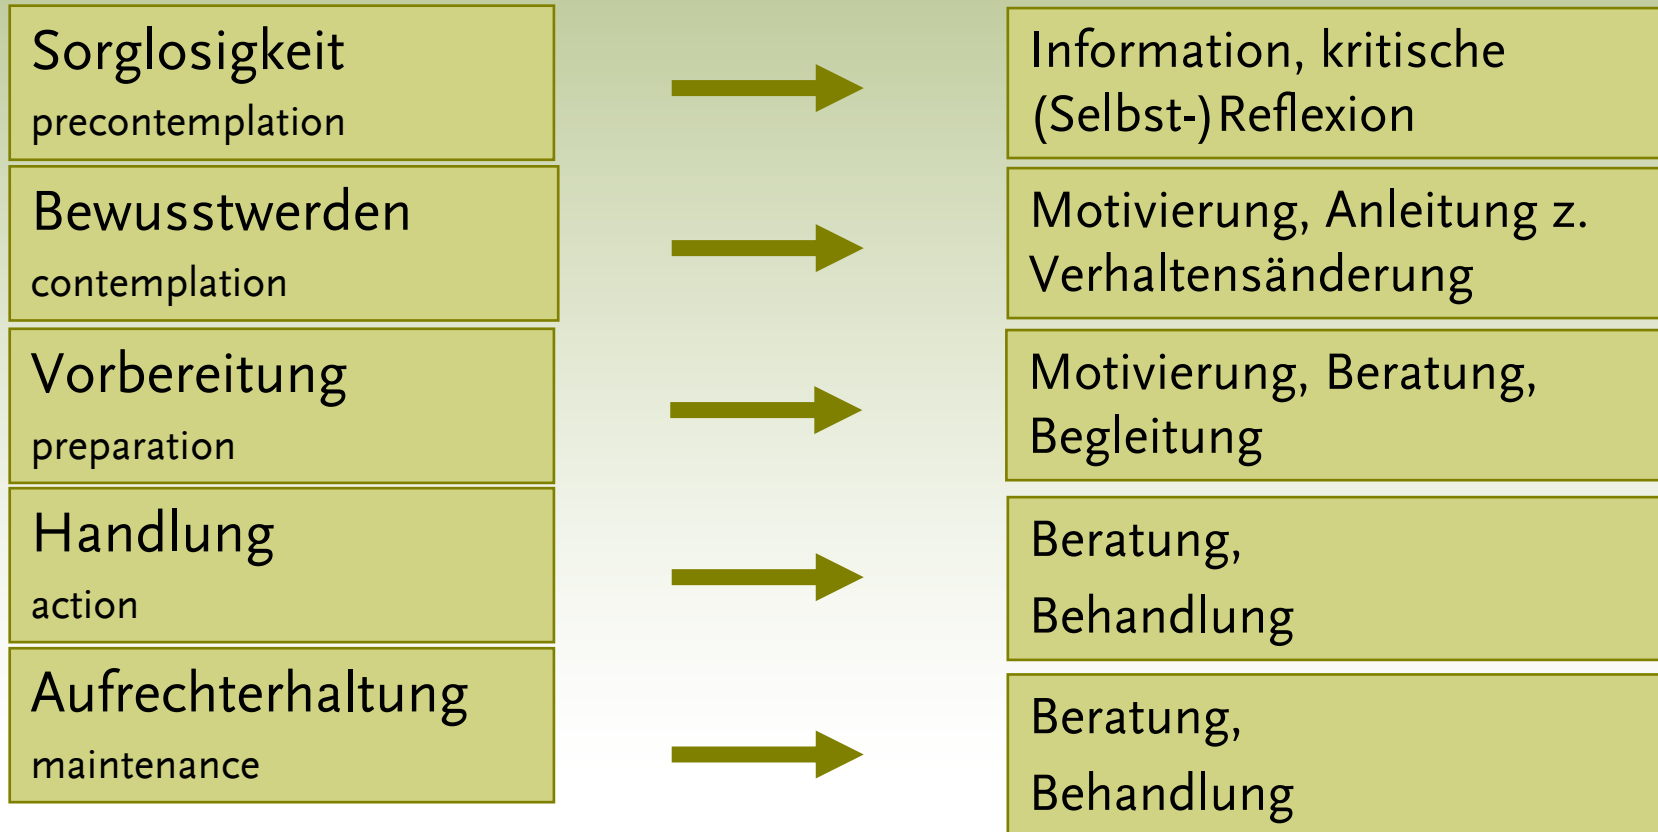 Sorglosigkeit
precontemplation
Information, kritische
(Selbst-)Reflexion
Bewusstwerden
contemplation
Motivierung, Anleitung z.
Verhaltensänderung
Vorbereitung
preparation
Motivierung, Beratung,
Begleitung
Handlung
action
Beratung,
Behandlung
Aufrechterhaltung
maintenance
Beratung,
Behandlung